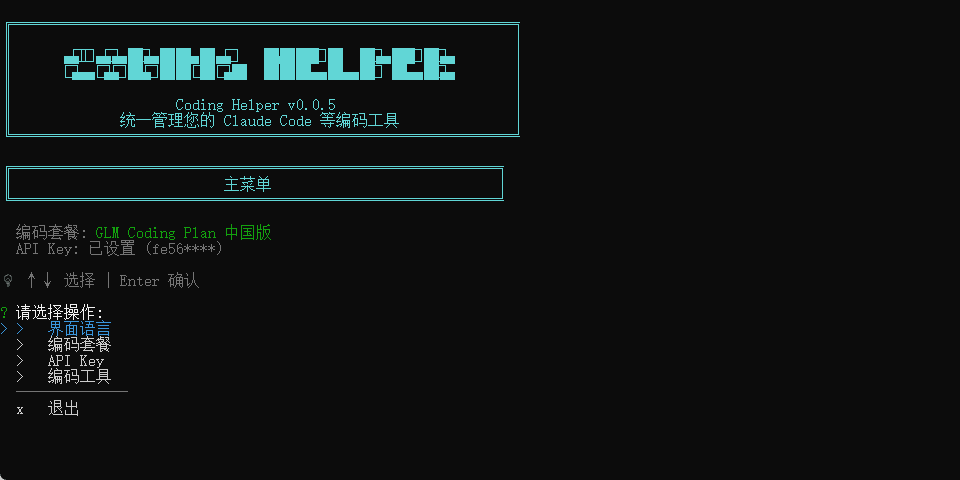 CODING HELPER
Coding Helper v0.0.5
统一管理您的 Claude Code 等编码工具
主菜单
编码套餐: GLM Coding Plan 中国版
API Key: 已设置 (fe56****)
↑↓ 选择 | Enter 确认
? 请选择操作:
> > 界面语言
> 编码套餐
> API Key
> 编码工具
x 退出